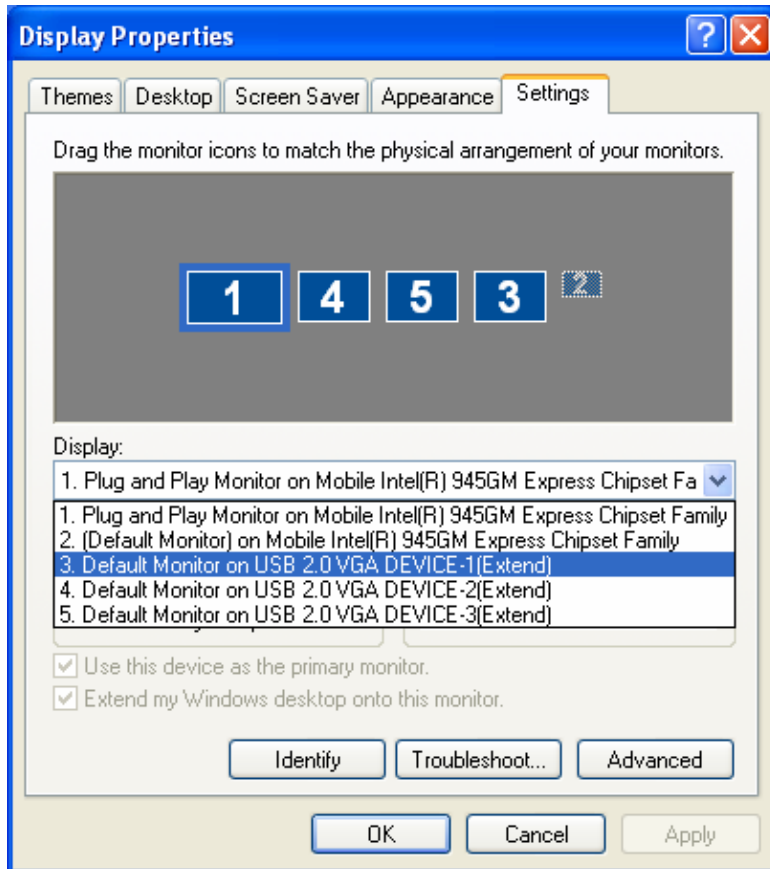 Display Properties
Themes Desktop Screen Saver Appearance Settings
Drag the monitor icons to match the physical arrangement of your monitors.
1 4 5 3 2
Display:
1. Plug and Play Monitor on Mobile Intel(R) 945GM Express Chipset Fa
1. Plug and Play Monitor on Mobile Intel(R) 945GM Express Chipset Family
2. (Default Monitor) on Mobile Intel(R) 945GM Express Chipset Family
3. Default Monitor on USB 2.0 VGA DEVICE-1(Extend)
4. Default Monitor on USB 2.0 VGA DEVICE-2(Extend)
5. Default Monitor on USB 2.0 VGA DEVICE-3(Extend)
Use this device as the primary monitor.
Extend my Windows desktop onto this monitor.
Identify Troubleshoot... Advanced
OK Cancel Apply